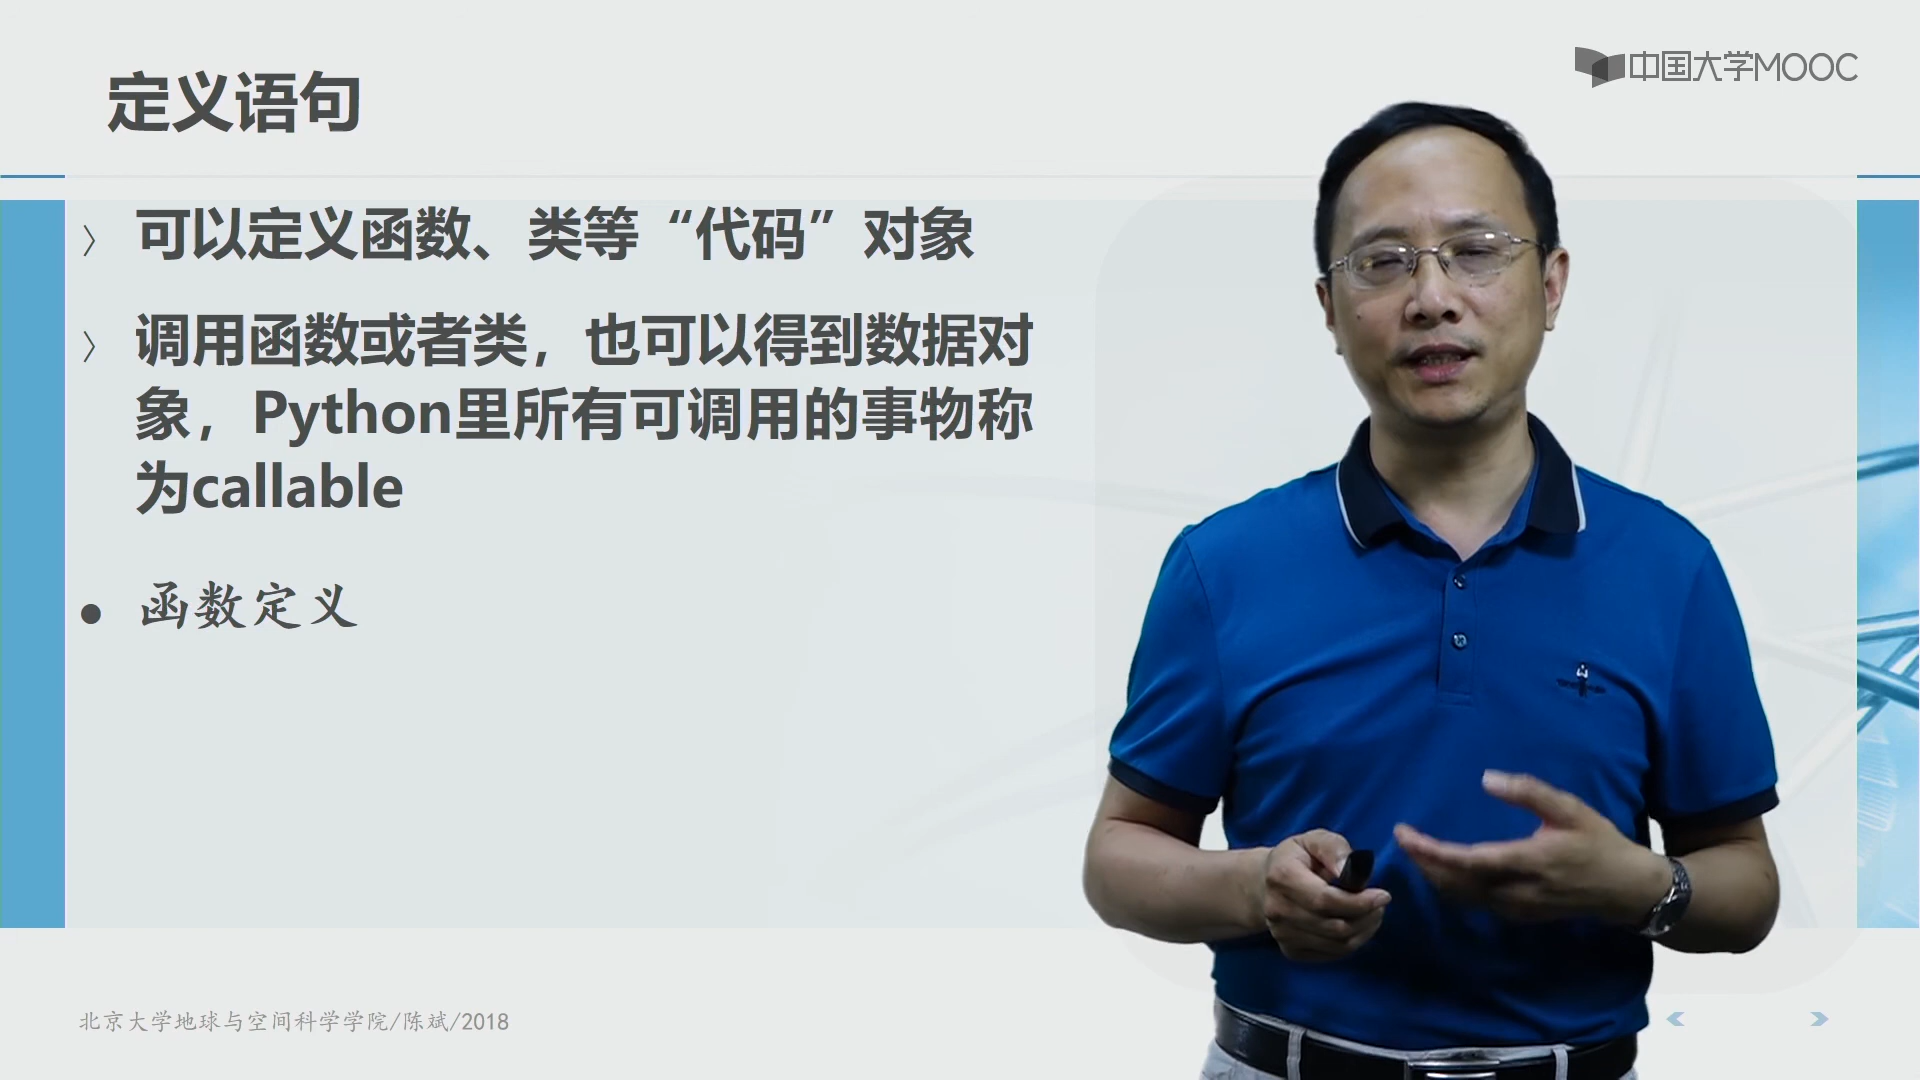 定义语句
中国大学MOOC
可以定义函数、类等“代码”对象
调用函数或者类，也可以得到数据对
象，Python里所有可调用的事物称
为callable
函数定义
北京大学地球与空间科学学院/陈斌/2018